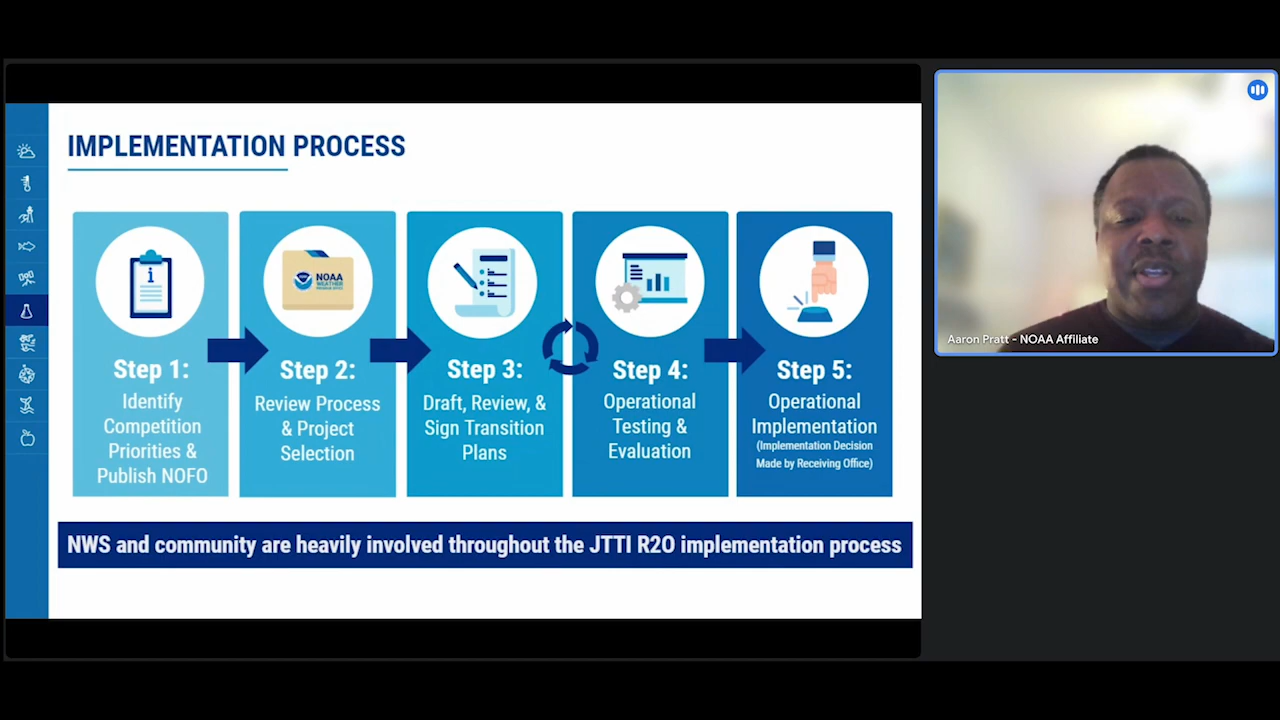 IMPLEMENTATION PROCESS
i
NOAA
WEATHER
PROGRAM OFFICE
Step 1:
Identify
Competition
Priorities &
Publish NOFO
Step 2:
Review Process
& Project
Selection
Step 3:
Draft, Review, &
Sign Transition
Plans
Step 4:
Operational
Testing &
Evaluation
Step 5:
Operational
Implementation
(Implementation Decision
Made by Receiving Office)
NWS and community are heavily involved throughout the JTTI R2O implementation process
Aaron Pratt - NOAA Affiliate